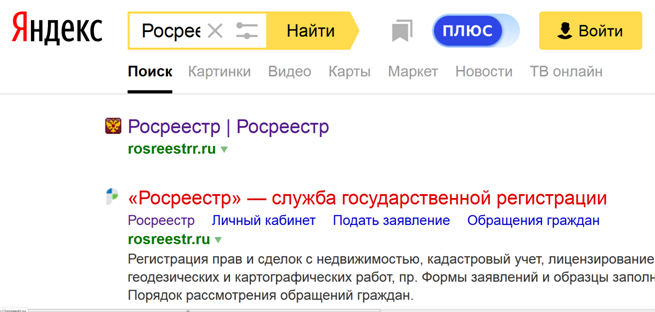 Яндекс
Росрее Найти ПЛЮС Войти
Поиск Картинки Видео Карты Маркет Новости ТВ онлайн
Росреестр | Росреестр
rosreestrr.ru
«Росреестр» — служба государственной регистрации
Росреестр Личный кабинет Подать заявление Обращения граждан
rosreestr.ru
Регистрация прав и сделок с недвижимостью, кадастровый учет, лицензирование
геодезических и картографических работ, пр. Формы заявлений и образцы заполн
Порядок рассмотрения обращений граждан.